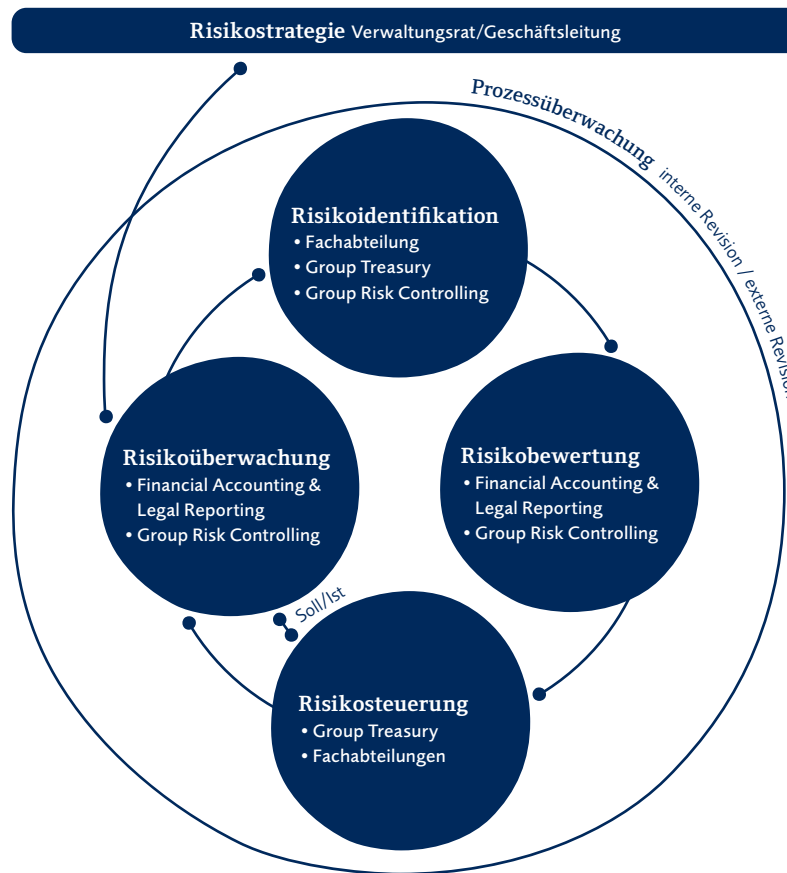 Risikostrategie Verwaltungsrat/Geschäftsleitung
Prozessüberwachung interne Revision / externe Revision
Risikoidentifikation
• Fachabteilung
• Group Treasury
• Group Risk Controlling
Risikoüberwachung
• Financial Accounting &
Legal Reporting
• Group Risk Controlling
Risikobewertung
• Financial Accounting &
Legal Reporting
• Group Risk Controlling
Soll/Ist
Risikosteuerung
• Group Treasury
• Fachabteilungen